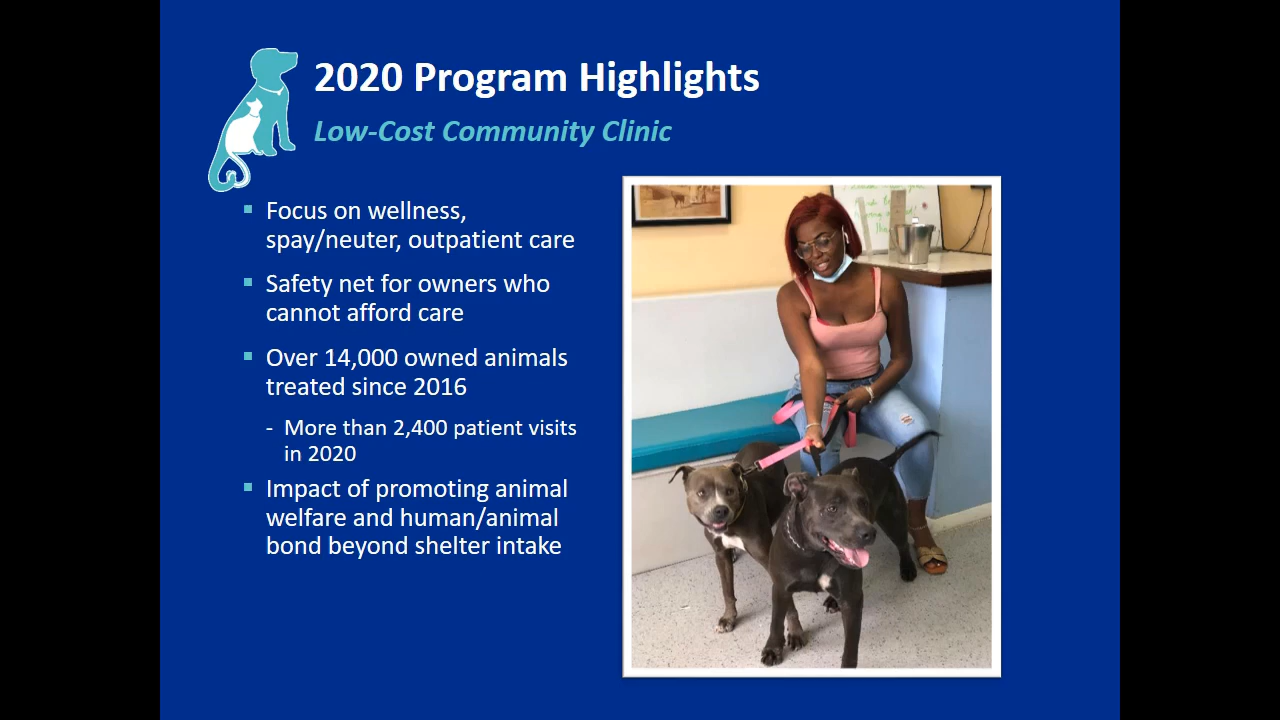 2020 Program Highlights
Low-Cost Community Clinic
▪ Focus on wellness,
spay/neuter, outpatient care
▪ Safety net for owners who
cannot afford care
▪ Over 14,000 owned animals
treated since 2016
- More than 2,400 patient visits
in 2020
▪ Impact of promoting animal
welfare and human/animal
bond beyond shelter intake